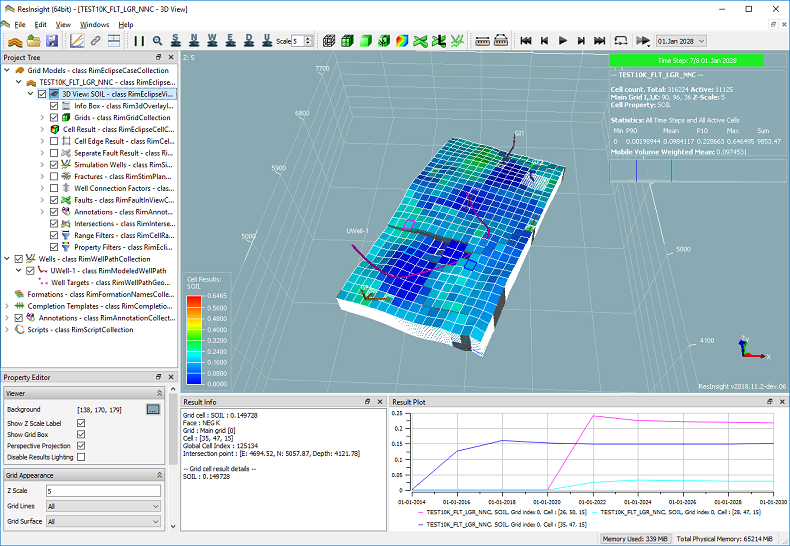 ResInsight (64bit) - [TEST10K_FLT_LGR_NNC - 3D View]
File Edit View Windows Help
Scale 5
01.Jan 2028
Project Tree
Grid Models - class RimEclipseCaseCollection
TEST10K_FLT_LGR_NNC - class RimEclipse...
3D View: SOIL - class RimEclipseVi...
Info Box - class Rim3dOverlayI...
Grids - class RimGridCollection
Cell Result - class RimEclipseCellC...
Cell Edge Result - class RimCel...
Separate Fault Result - class Ri...
Simulation Wells - class RimSi...
Fractures - class RimStimPlan...
Well Connection Factors - class...
Faults - class RimFaultInViewC...
Annotations - class RimAnnot...
Intersections - class RimInterse...
Range Filters - class RimCellRa...
Property Filters - class RimEcli...
Wells - class RimWellPathCollection
UWell-1 - class RimModeledWellPath
Well Targets - class RimWellPathGeo...
Formations - class RimFormationNamesColle...
Completion Templates - class RimCompletion...
Annotations - class RimAnnotationCollect...
Scripts - class RimScriptCollection
Z: 5
7700
6800
5900
5000
5000
4100
GI1
UWell-1
Time Step: 7/8 01.Jan 2028
-- TEST10K_FLT_LGR_NNC --
Cell count. Total: 316224 Active: 11125
Main Grid I,J,K: 90, 96, 36 Z-Scale: 5
Cell Property: SOIL
Statistics: All Time Steps and All Active Cells
Min P90 Mean P10 Max Sum
0 0.00198944 0.0984117 0.228663 0.646495 9853.47
Mobile Volume Weighted Mean: 0.0974531
Cell Results:
SOIL
0.6465
0.5600
0.4800
0.4000
0.3200
0.2400
0.1600
0.0800
0.0000
X
ResInsight v2018.11.2-dev.06
Property Editor
Viewer
Background [138, 170, 179] ...
Show Z Scale Label
Show Grid Box
Perspective Projection
Disable Results Lighting
Grid Appearance
Z Scale 5
Grid Lines All
Grid Surface All
Result Info
Grid cell : SOIL : 0.149728
Face : NEG K
Grid : Main grid [0]
Cell : [35, 47, 15]
Global Cell Index : 125134
Intersection point : [E: 4694.52, N: 5057.87, Depth: 4121.78]
-- Grid cell result details --
SOIL : 0.149728
Result Plot
0.25
0.2
0.15
0.1
0.05
0
01-01-2014 01-01-2016 01-01-2018 01-01-2020 01-01-2022 01-01-2024 01-01-2026 01-01-2028 01-01-2030
TEST10K_FLT_LGR_NNC, SOIL, Grid index 0, Cell: [26, 50, 15] TEST10K_FLT_LGR_NNC, SOIL, Grid index 0, Cell: [28, 47, 15]
TEST10K_FLT_LGR_NNC, SOIL, Grid index 0, Cell: [35, 47, 15]
Memory Used: 339 MiB Total Physical Memory: 65214 MiB